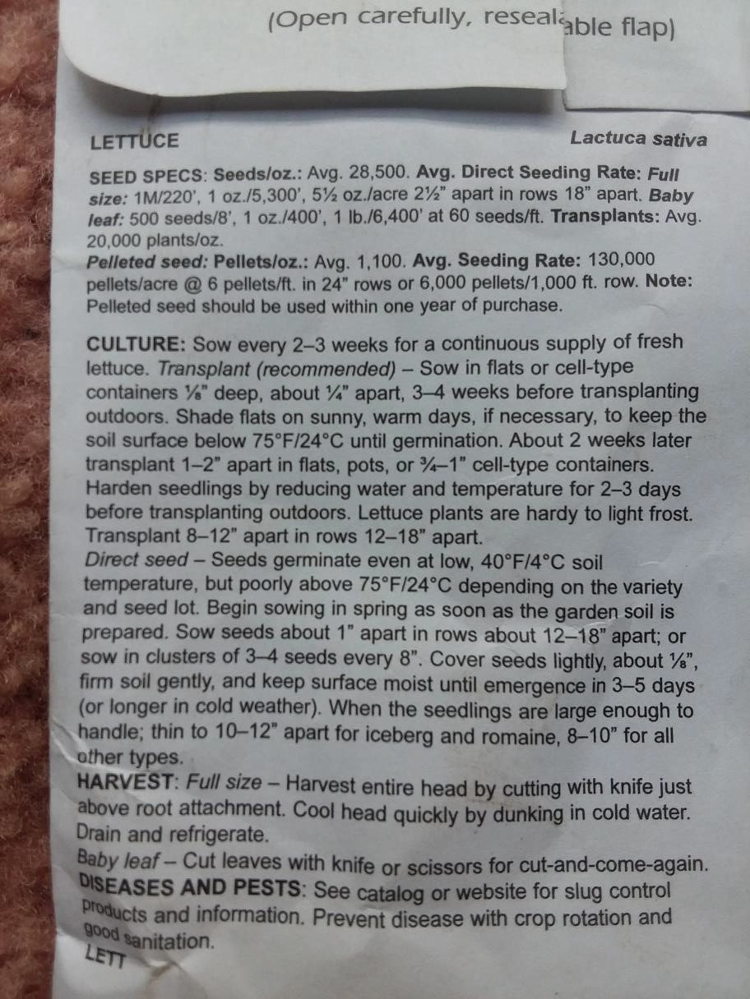 (Open carefully, resealable flap)
LETTUCE Lactuca sativa
SEED SPECS: Seeds/oz.: Avg. 28,500. Avg. Direct Seeding Rate: Full
size: 1M/220’, 1 oz./5,300’, 5½ oz./acre 2½” apart in rows 18” apart. Baby
leaf: 500 seeds/8’, 1 oz./400’, 1 lb./6,400’ at 60 seeds/ft. Transplants: Avg.
20,000 plants/oz.
Pelleted seed: Pellets/oz.: Avg. 1,100. Avg. Seeding Rate: 130,000
pellets/acre @ 6 pellets/ft. in 24” rows or 6,000 pellets/1,000 ft. row. Note:
Pelleted seed should be used within one year of purchase.
CULTURE: Sow every 2–3 weeks for a continuous supply of fresh
lettuce. Transplant (recommended) – Sow in flats or cell-type
containers ⅛” deep, about ¼” apart, 3–4 weeks before transplanting
outdoors. Shade flats on sunny, warm days, if necessary, to keep the
soil surface below 75°F/24°C until germination. About 2 weeks later
transplant 1–2” apart in flats, pots, or ¾–1” cell-type containers.
Harden seedlings by reducing water and temperature for 2–3 days
before transplanting outdoors. Lettuce plants are hardy to light frost.
Transplant 8–12” apart in rows 12–18” apart.
Direct seed – Seeds germinate even at low, 40°F/4°C soil
temperature, but poorly above 75°F/24°C depending on the variety
and seed lot. Begin sowing in spring as soon as the garden soil is
prepared. Sow seeds about 1” apart in rows about 12–18” apart; or
sow in clusters of 3–4 seeds every 8”. Cover seeds lightly, about ⅛”,
firm soil gently, and keep surface moist until emergence in 3–5 days
(or longer in cold weather). When the seedlings are large enough to
handle; thin to 10–12” apart for iceberg and romaine, 8–10” for all
other types.
HARVEST: Full size – Harvest entire head by cutting with knife just
above root attachment. Cool head quickly by dunking in cold water.
Drain and refrigerate.
Baby leaf – Cut leaves with knife or scissors for cut-and-come-again.
DISEASES AND PESTS: See catalog or website for slug control
products and information. Prevent disease with crop rotation and
good sanitation.
LETT